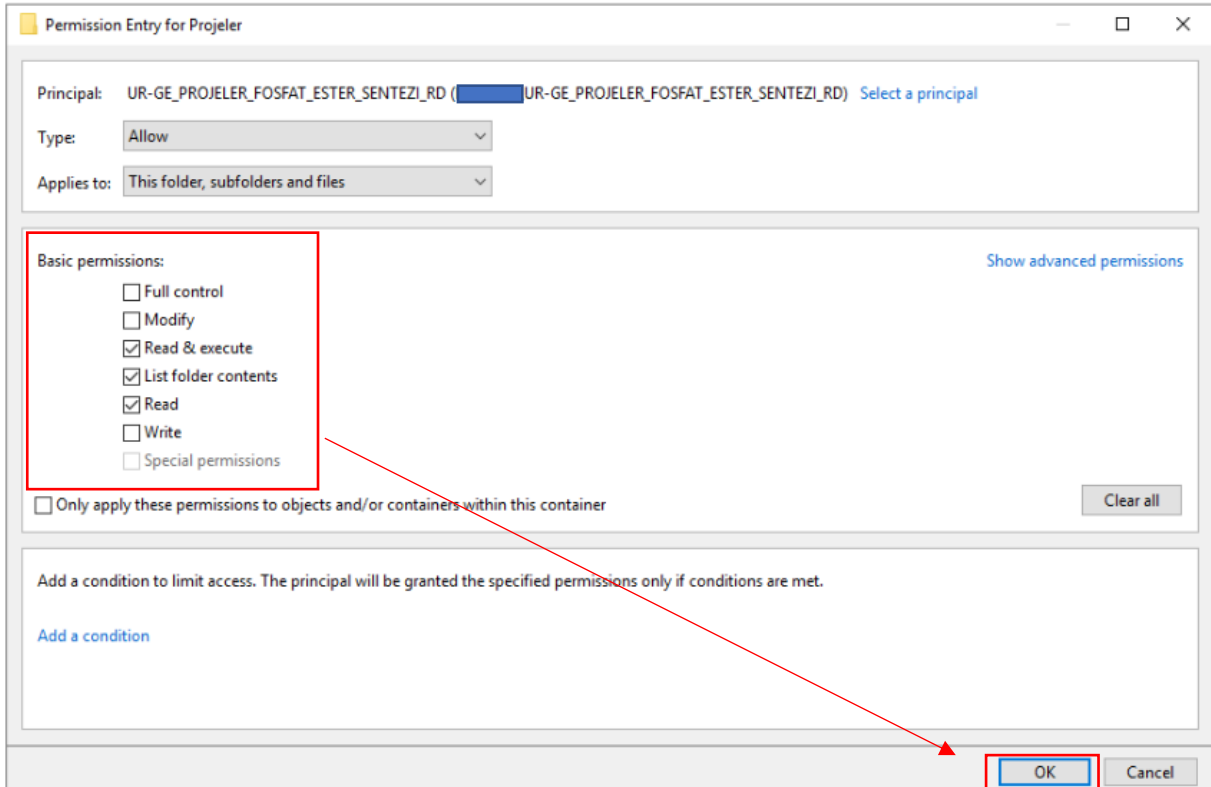 Permission Entry for Projeler
Principal: UR-GE_PROJELER_FOSFAT_ESTER_SENTEZI_RD ( UR-GE_PROJELER_FOSFAT_ESTER_SENTEZI_RD) Select a principal
Type: Allow
Applies to: This folder, subfolders and files
Basic permissions: Show advanced permissions
Full control
Modify
Read & execute
List folder contents
Read
Write
Special permissions
Only apply these permissions to objects and/or containers within this container Clear all
Add a condition to limit access. The principal will be granted the specified permissions only if conditions are met.
Add a condition
OK Cancel